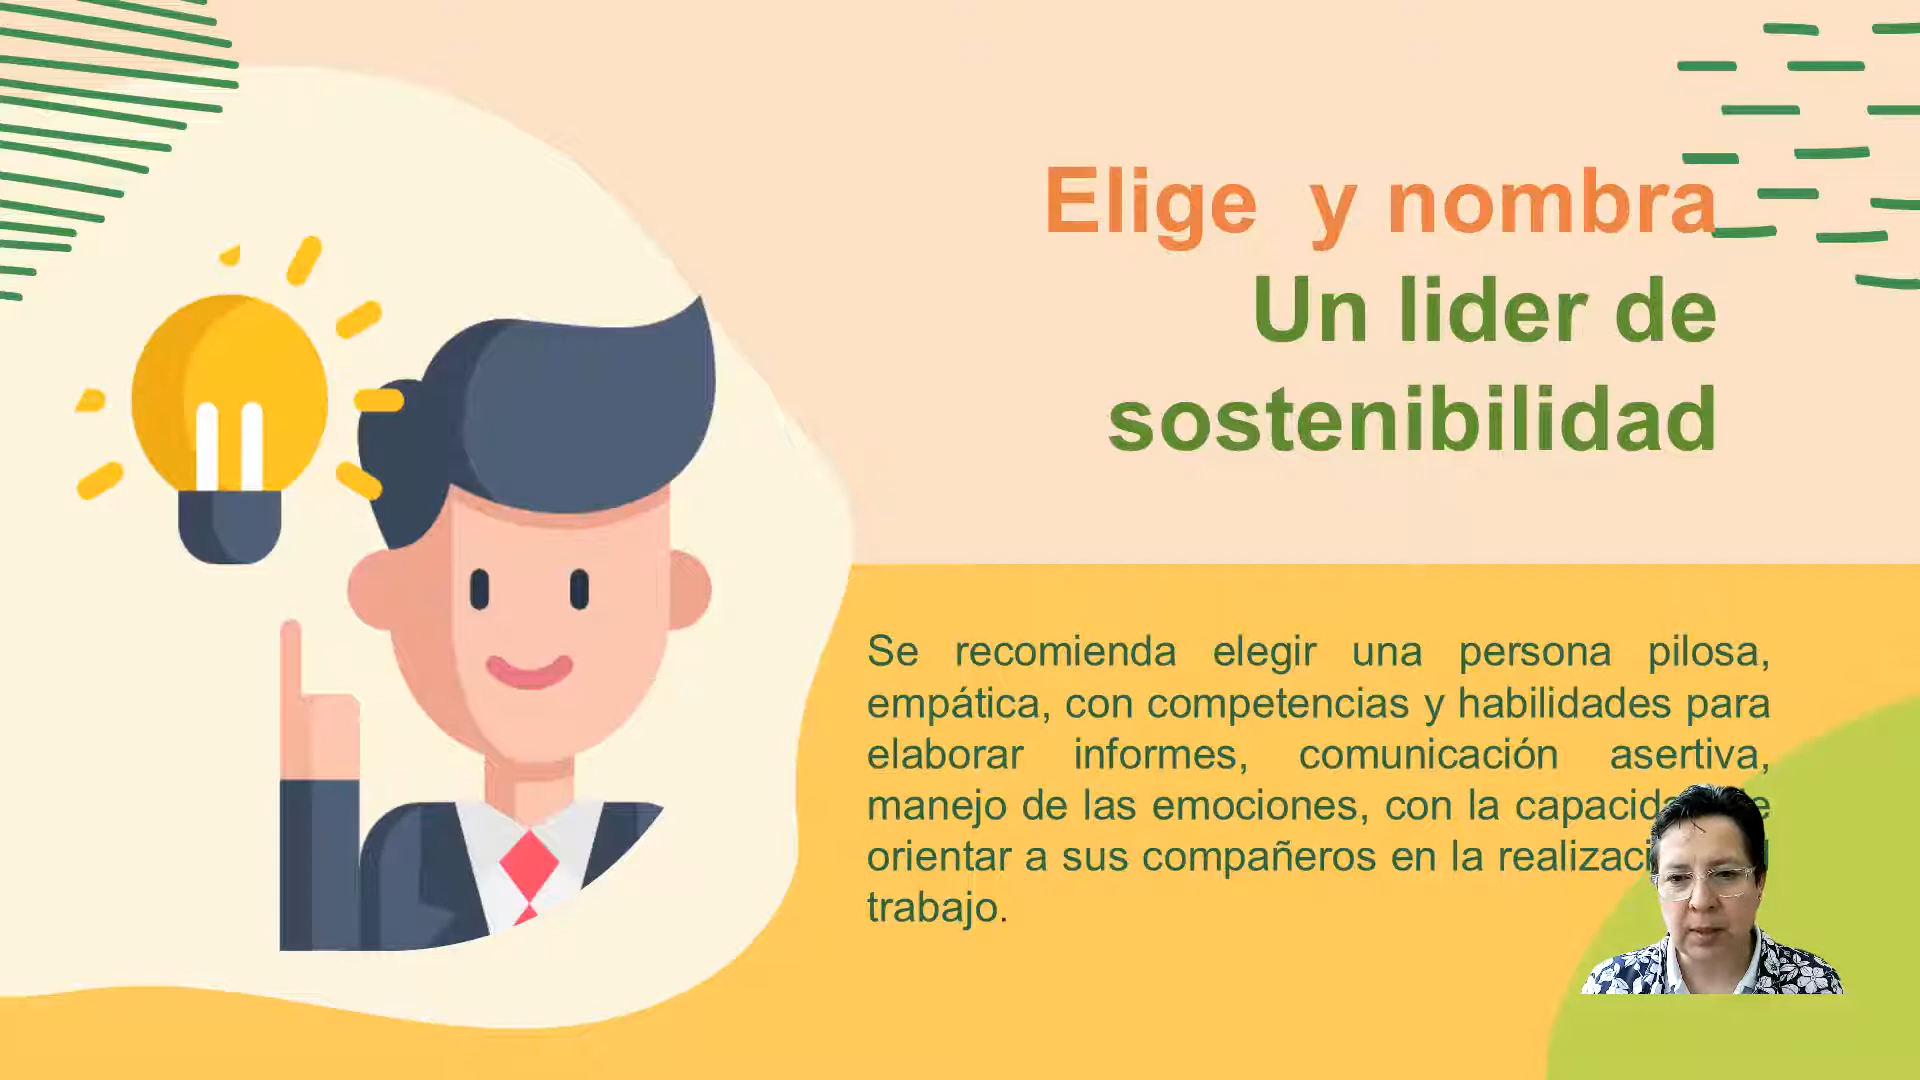 Elige y nombra
Un lider de
sostenibilidad
Se recomienda elegir una persona pilosa,
empática, con competencias y habilidades para
elaborar informes, comunicación asertiva,
manejo de las emociones, con la
orientar a sus compañeros en la
trabajo.